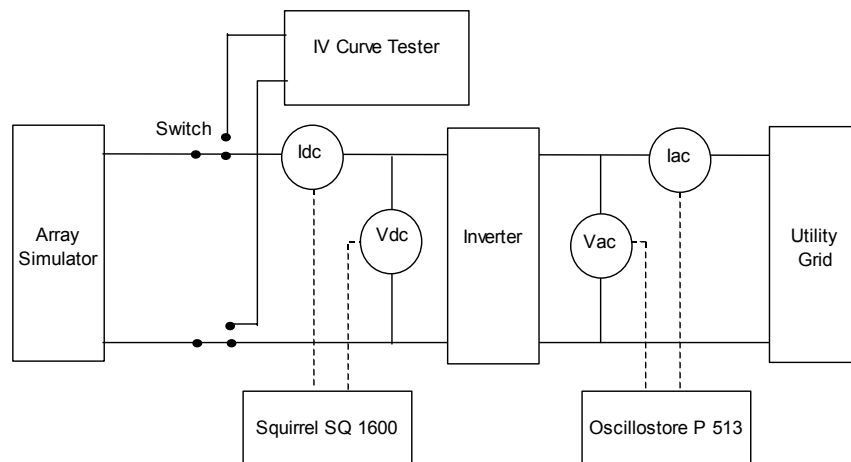 IV Curve Tester
Switch
Idc
Iac
Array
Simulator
Vdc
Inverter
Vac
Utility
Grid
Squirrel SQ 1600
Oscillostore P 513